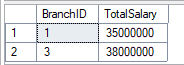 BranchID TotalSalary
1 1 35000000
2 3 38000000